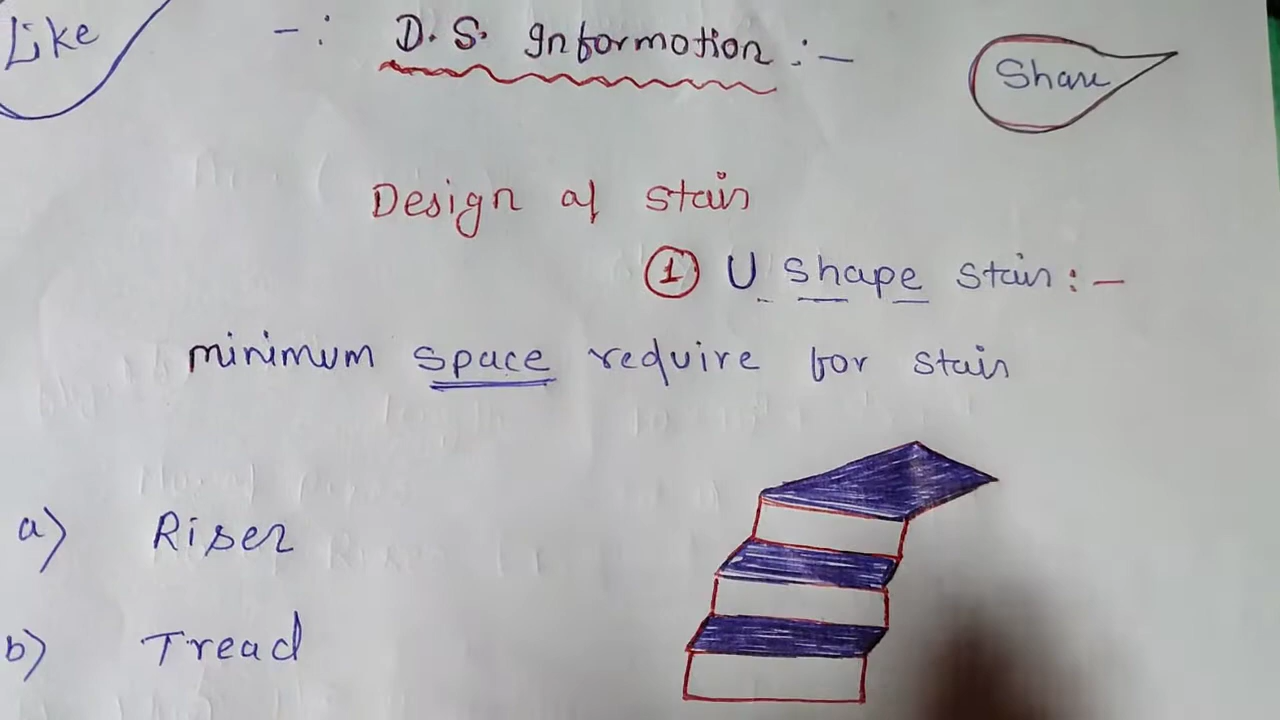 Like
-: D.S. Informotion :-
Share
Design of stair
① U shape stair :-
minimum space require for stair
a) Riser
b) Tread